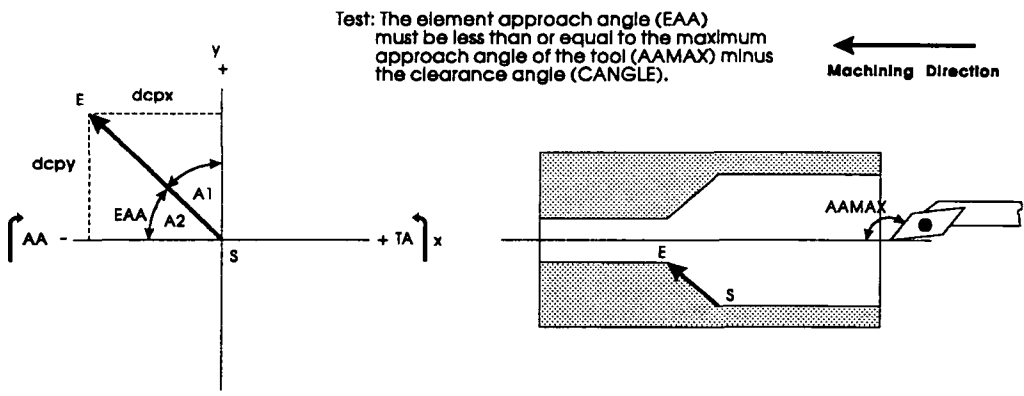 Test: The element approach angle (EAA)
must be less than or equal to the maximum
approach angle of the tool (AAMAX) minus
the clearance angle (CANGLE).
Machining Direction
y
+
E
dcpx
dcpy
A1
EAA
A2
AA -
+ TA
x
S
AAMAX
E
S